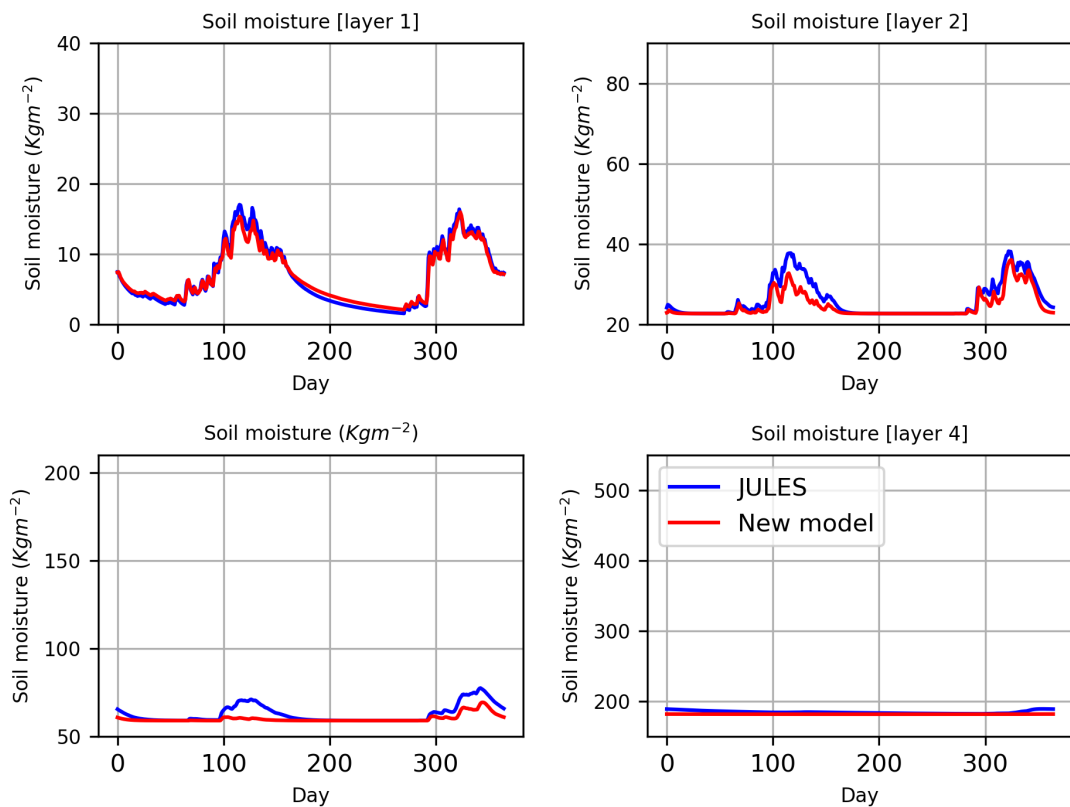 Soil moisture [layer 1]
Soil moisture (Kgm⁻²)
40
30
20
10
0
0 100 200 300
Day
Soil moisture [layer 2]
Soil moisture (Kgm⁻²)
80
60
40
20
0 100 200 300
Day
Soil moisture (Kgm⁻²)
Soil moisture (Kgm⁻²)
200
150
100
50
0 100 200 300
Day
Soil moisture [layer 4]
Soil moisture (Kgm⁻²)
500
400
300
200
JULES
New model
0 100 200 300
Day